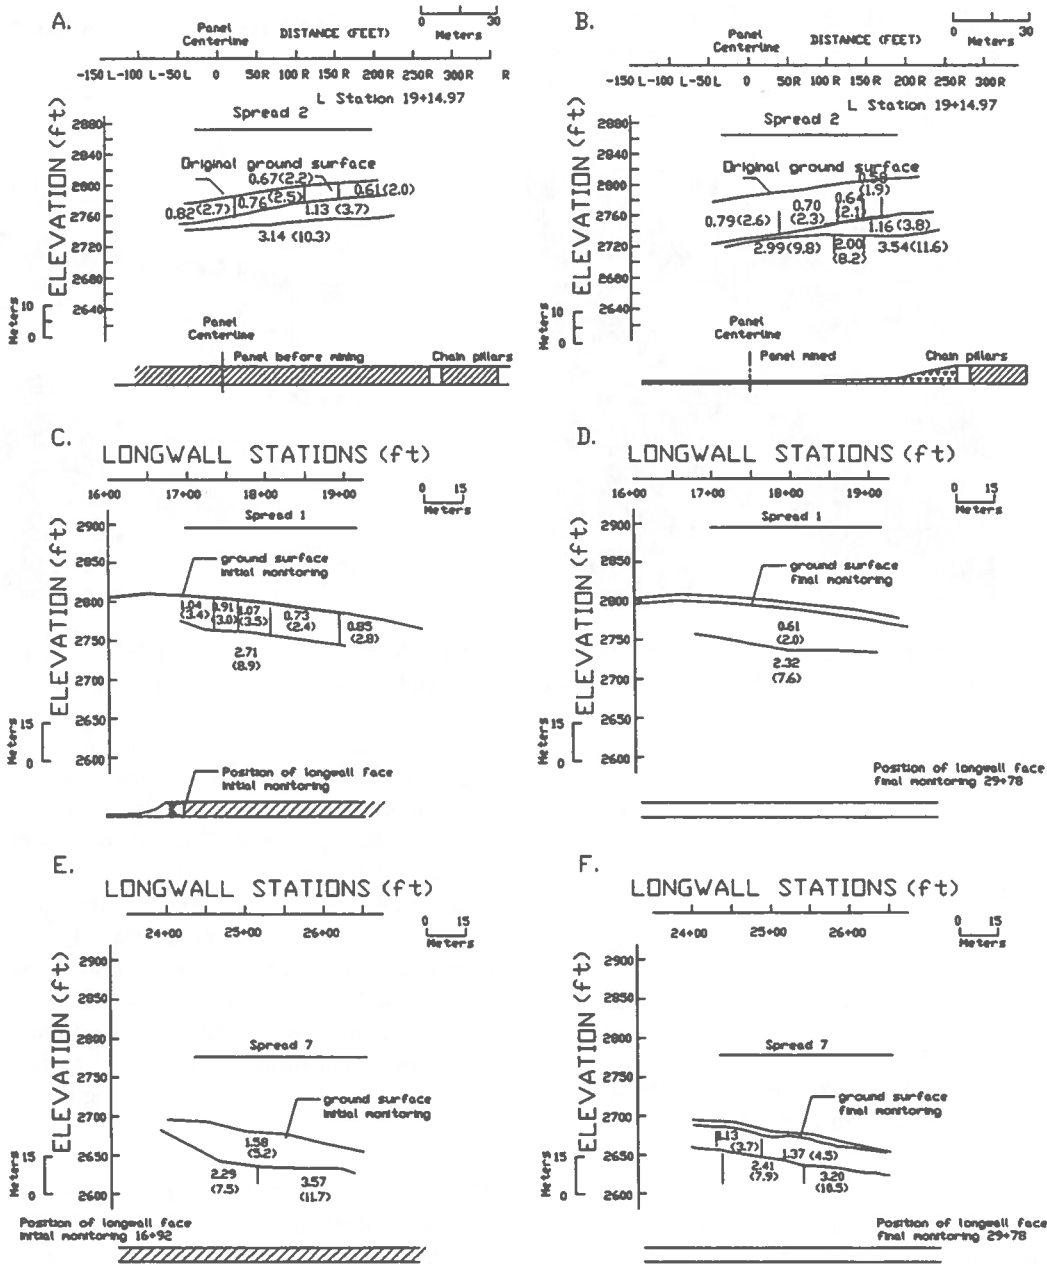 A.
0 30
Meters
Panel
Centerline
DISTANCE (FEET)
-150 L -100 L -50 L 0 50 R 100 R 150 R 200 R 250 R 300 R R
L Station 19+14.97
Spread 2
ELEVATION (ft)
2880
2840
2800
2760
2720
2680
2640
Original ground surface
0.67(2.2)
0.61(2.0)
0.82(2.7)
0.76
(2.5)
1.13 (3.7)
3.14 (10.3)
Meters
10
0
Panel
Centerline
Panel before mining
Chain pillars
B.
0 30
Meters
Panel
Centerline
DISTANCE (FEET)
-150 L -100 L -50 L 0 50 R 100 R 150 R 200 R 250 R 300R
L Station 19+14.97
Spread 2
ELEVATION (ft)
2880
2840
2800
2760
2720
2680
2640
Original ground surface
0.58
(1.9)
0.64
(2.1)
0.70
(2.3)
0.79(2.6)
1.16 (3.8)
2.99(9.8)
2.00
(8.2)
3.54(11.6)
Meters
10
0
Panel
Centerline
Panel mined
Chain pillars
C.
LONGWALL STATIONS (ft)
16+00 17+00 18+00 19+00
0 15
Meters
Spread 1
ELEVATION (ft)
2900
2850
2800
2750
2700
2650
2600
ground surface
initial monitoring
1.04
(3.4)
(3.0)
1.07
(3.5)
0.73
(2.4)
0.85
(2.8)
2.71
(8.9)
Meters
15
0
Position of longwall face
initial monitoring
D.
LONGWALL STATIONS (ft)
16+00 17+00 18+00 19+00
0 15
Meters
Spread 1
ELEVATION (ft)
2900
2850
2800
2750
2700
2650
2600
ground surface
final monitoring
0.61
(2.0)
2.32
(7.6)
Meters
15
0
Position of longwall face
final monitoring 29+78
E.
LONGWALL STATIONS (ft)
24+00 25+00 26+00
0 15
Meters
ELEVATION (ft)
2900
2850
2800
2750
2700
2650
2600
Spread 7
ground surface
initial monitoring
1.58
(5.2)
2.29
(7.5)
3.57
(11.7)
Meters
15
0
Position of longwall face
initial monitoring 16+92
F.
LONGWALL STATIONS (ft)
24+00 25+00 26+00
0 15
Meters
ELEVATION (ft)
2900
2850
2800
2750
2700
2650
2600
Spread 7
ground surface
final monitoring
1.13
(3.7)
1.37 (4.5)
2.41
(7.9)
3.20
(10.5)
Meters
15
0
Position of longwall face
final monitoring 29+78